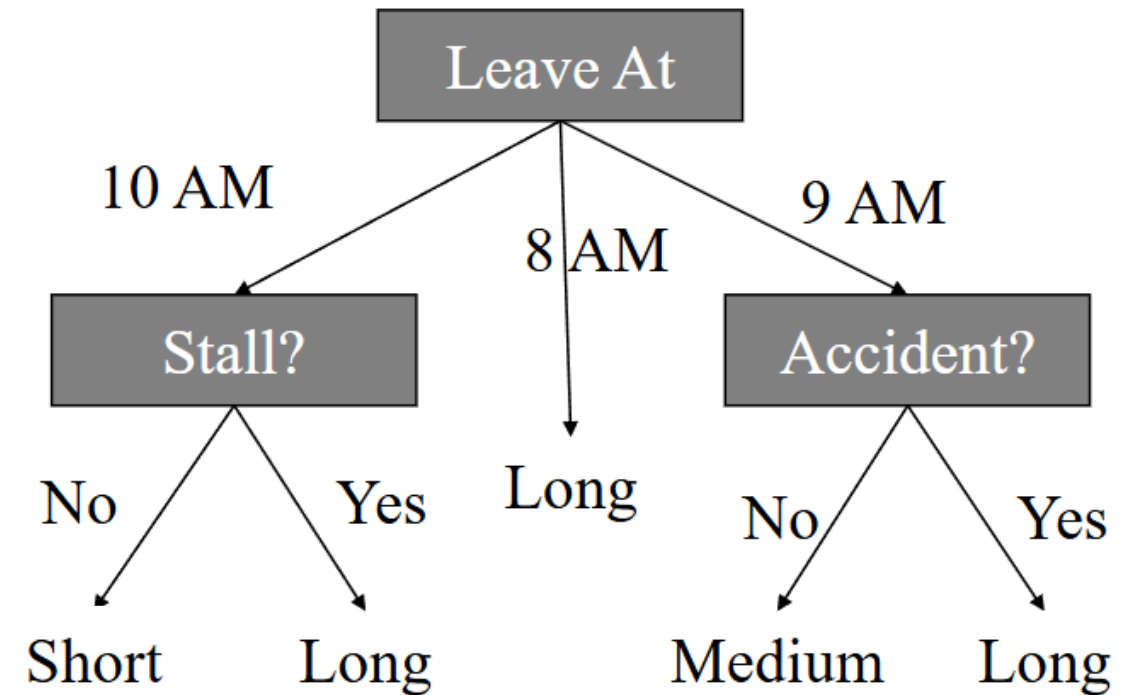 Leave At
10 AM
8 AM
9 AM
Stall?
Accident?
No
Yes
Long
No
Yes
Short
Long
Medium
Long